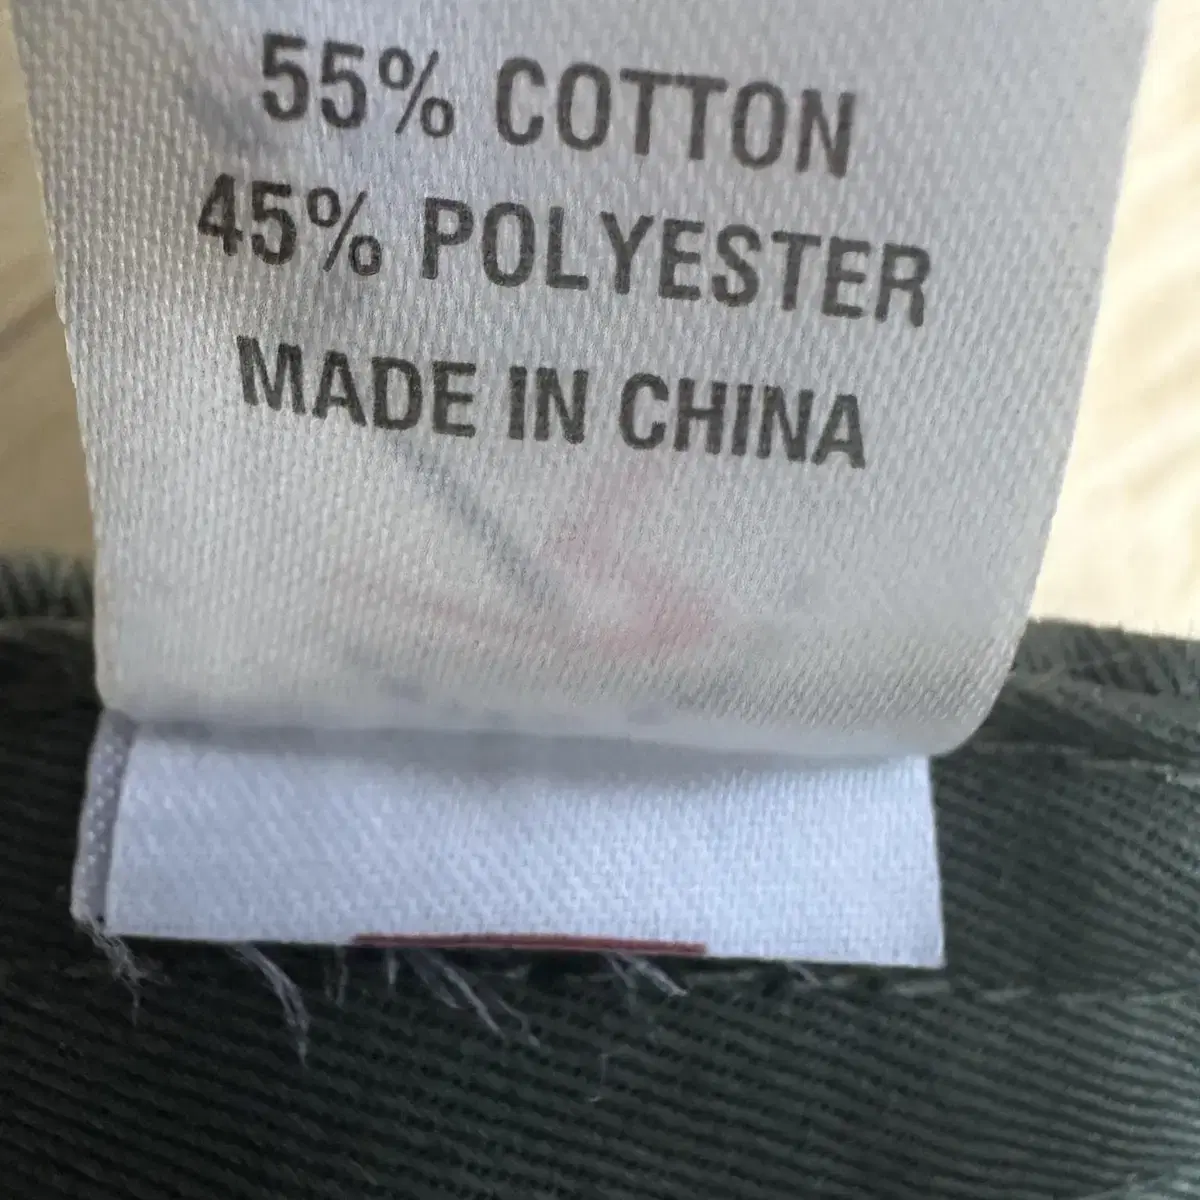 55% COTTON
45% POLYESTER
MADE IN CHINA